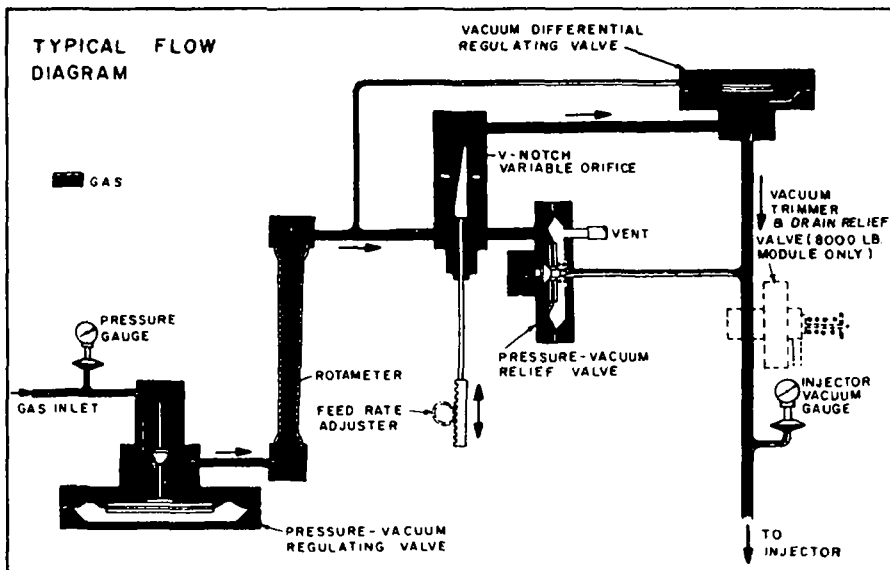 TYPICAL FLOW
DIAGRAM
VACUUM DIFFERENTIAL
REGULATING VALVE
GAS
V-NOTCH
VARIABLE ORIFICE
VENT
VACUUM
TRIMMER
& DRAIN RELIEF
VALVE (8000 LB.
MODULE ONLY)
PRESSURE
GAUGE
GAS INLET
ROTAMETER
FEED RATE
ADJUSTER
PRESSURE-VACUUM
RELIEF VALVE
INJECTOR
VACUUM
GAUGE
PRESSURE-VACUUM
REGULATING VALVE
TO
INJECTOR